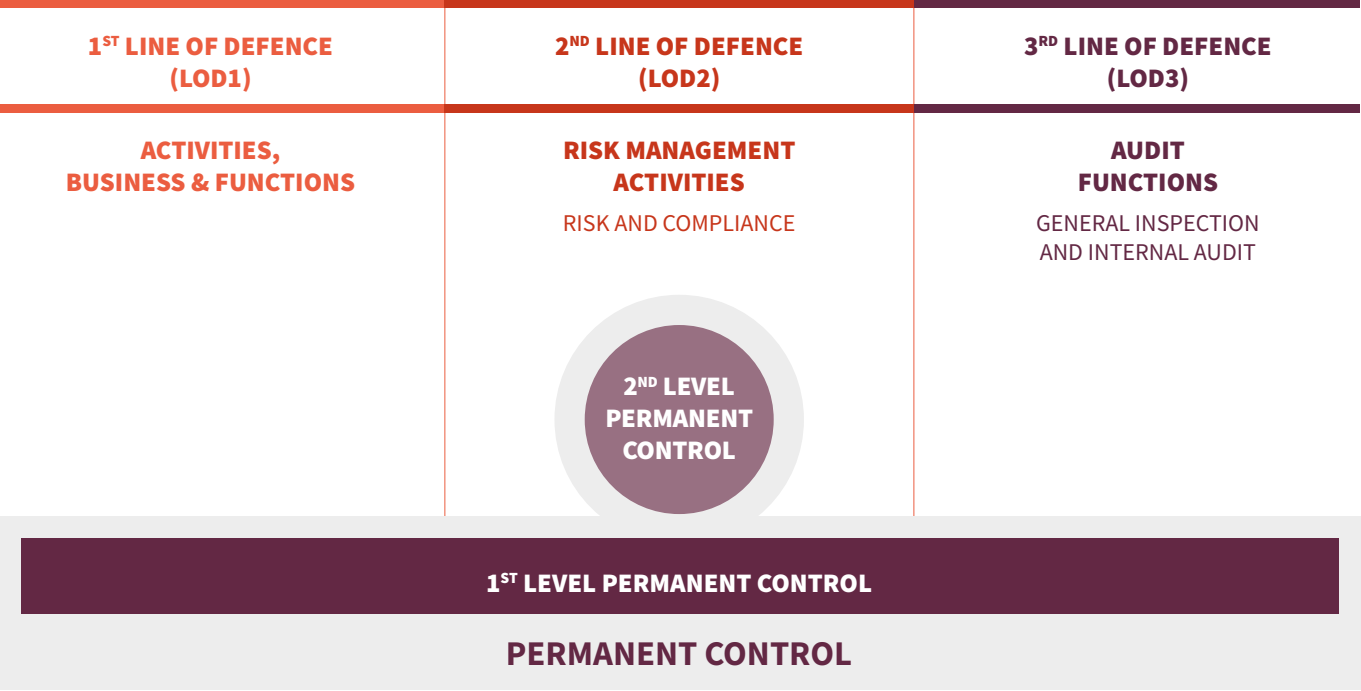 1ST LINE OF DEFENCE
(LOD1)
2ND LINE OF DEFENCE
(LOD2)
3RD LINE OF DEFENCE
(LOD3)
ACTIVITIES,
BUSINESS & FUNCTIONS
RISK MANAGEMENT
ACTIVITIES
RISK AND COMPLIANCE
AUDIT
FUNCTIONS
GENERAL INSPECTION
AND INTERNAL AUDIT
2ND LEVEL
PERMANENT
CONTROL
1ST LEVEL PERMANENT CONTROL
PERMANENT CONTROL